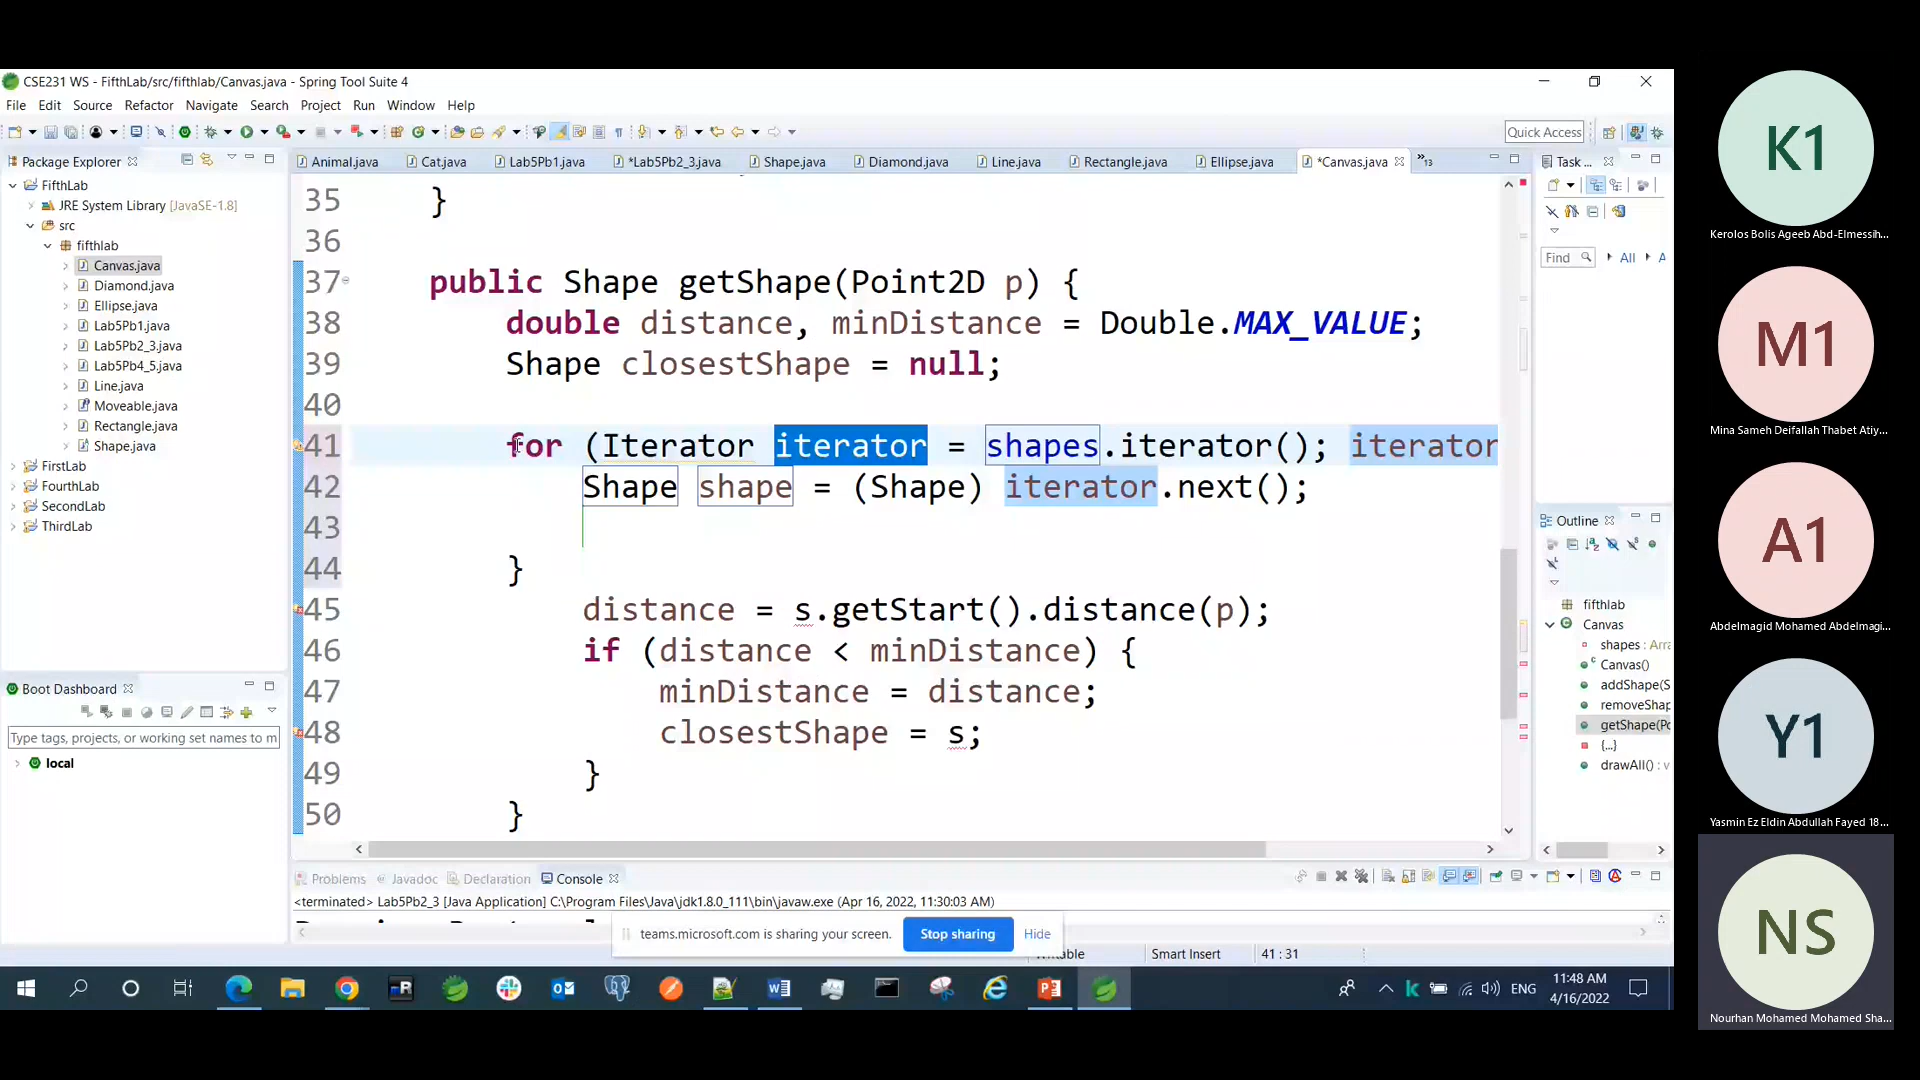 CSE231 WS - FifthLab/src/fifthlab/Canvas.java - Spring Tool Suite 4
File Edit Source Refactor Navigate Search Project Run Window Help
Quick Access
Package Explorer
Animal.java Cat.java Lab5Pb1.java *Lab5Pb2_3.java Shape.java Diamond.java Line.java Rectangle.java Ellipse.java *Canvas.java »13
Task ...
FifthLab
JRE System Library [JavaSE-1.8]
src
fifthlab
Canvas.java
Diamond.java
Ellipse.java
Lab5Pb1.java
Lab5Pb2_3.java
Lab5Pb4_5.java
Line.java
Moveable.java
Rectangle.java
Shape.java
FirstLab
FourthLab
SecondLab
ThirdLab
35 }
36
37 public Shape getShape(Point2D p) {
38 double distance, minDistance = Double.MAX_VALUE;
39 Shape closestShape = null;
40
41 for (Iterator iterator = shapes.iterator(); iterator
42 Shape shape = (Shape) iterator.next();
43
44 }
45 distance = s.getStart().distance(p);
46 if (distance < minDistance) {
47 minDistance = distance;
48 closestShape = s;
49 }
50 }
Find All A
Outline
fifthlab
Canvas
shapes : Arra
Canvas()
addShape(S
removeShap
getShape(Po
{...}
drawAll() : v
Boot Dashboard
Type tags, projects, or working set names to m
local
Problems Javadoc Declaration Console
<terminated> Lab5Pb2_3 [Java Application] C:\Program Files\Java\jdk1.8.0_111\bin\javaw.exe (Apr 16, 2022, 11:30:03 AM)
teams.microsoft.com is sharing your screen. Stop sharing Hide
Smart Insert 41 : 31
ENG
11:48 AM
4/16/2022
K1
Kerolos Bolis Ageeb Abd-Elmessih...
M1
Mina Sameh Deifallah Thabet Atiy...
A1
Abdelmagid Mohamed Abdelmagi...
Y1
Yasmin Ez Eldin Abdullah Fayed 18...
NS
Nourhan Mohamed Mohamed Sha...